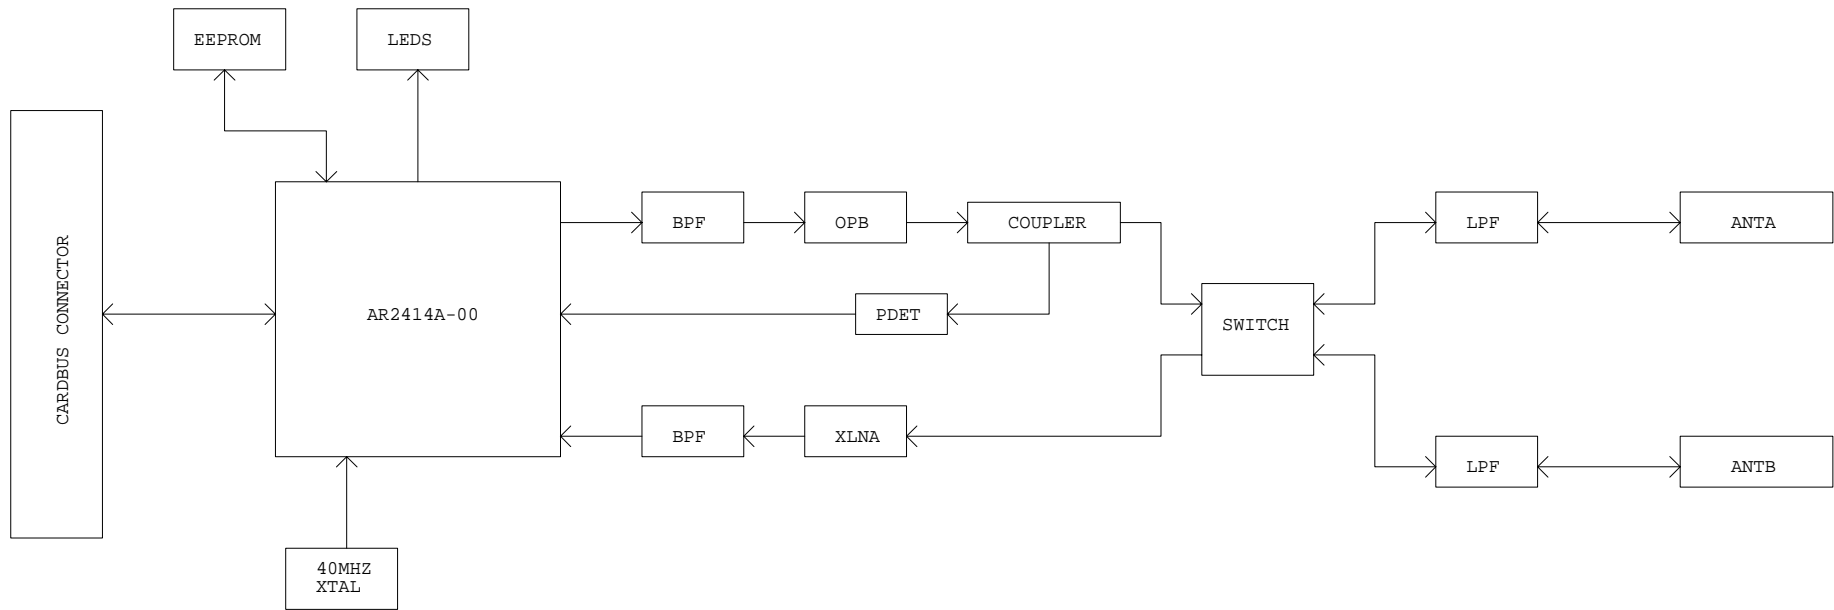 EEPROM
LEDS
CARDBUS CONNECTOR
AR2414A-00
BPF
OPB
COUPLER
LPF
ANTA
PDET
SWITCH
BPF
XLNA
LPF
ANTB
40MHZ
XTAL